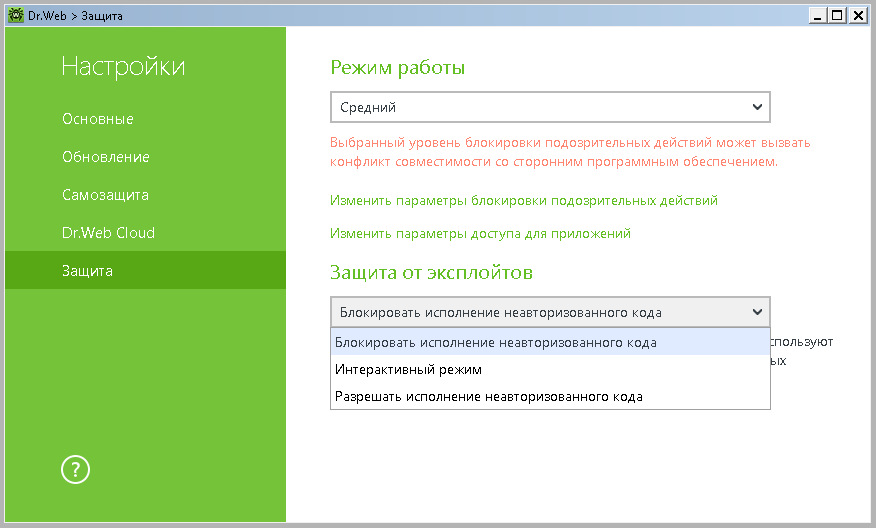 Dr.Web > Защита
Настройки
Основные
Обновление
Самозащита
Dr.Web Cloud
Защита
?
Режим работы
Средний
Выбранный уровень блокировки подозрительных действий может вызвать
конфликт совместимости со сторонним программным обеспечением.
Изменить параметры блокировки подозрительных действий
Изменить параметры доступа для приложений
Защита от эксплойтов
Блокировать исполнение неавторизованного кода
Блокировать исполнение неавторизованного кода
Интерактивный режим
Разрешать исполнение неавторизованного кода